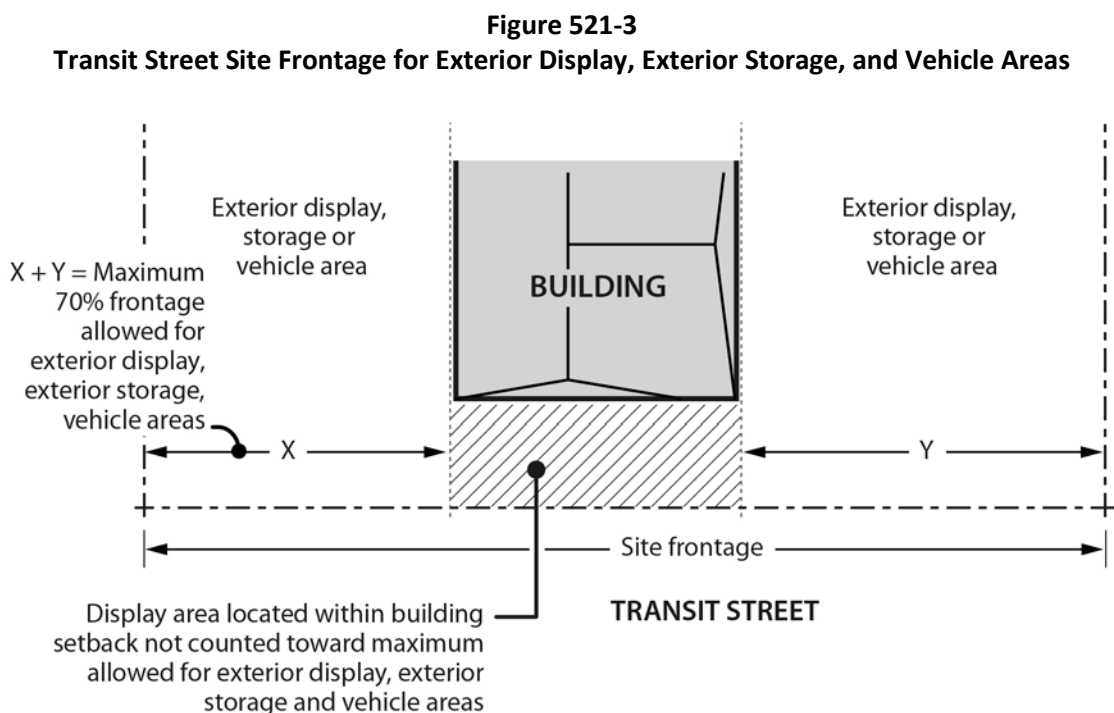 Figure 521-3
Transit Street Site Frontage for Exterior Display, Exterior Storage, and Vehicle Areas
Exterior display,
storage or
vehicle area
BUILDING
Exterior display,
storage or
vehicle area
X + Y = Maximum
70% frontage
allowed for
exterior display,
exterior storage,
vehicle areas
X
Y
Site frontage
Display area located within building
setback not counted toward maximum
allowed for exterior display, exterior
storage and vehicle areas
TRANSIT STREET